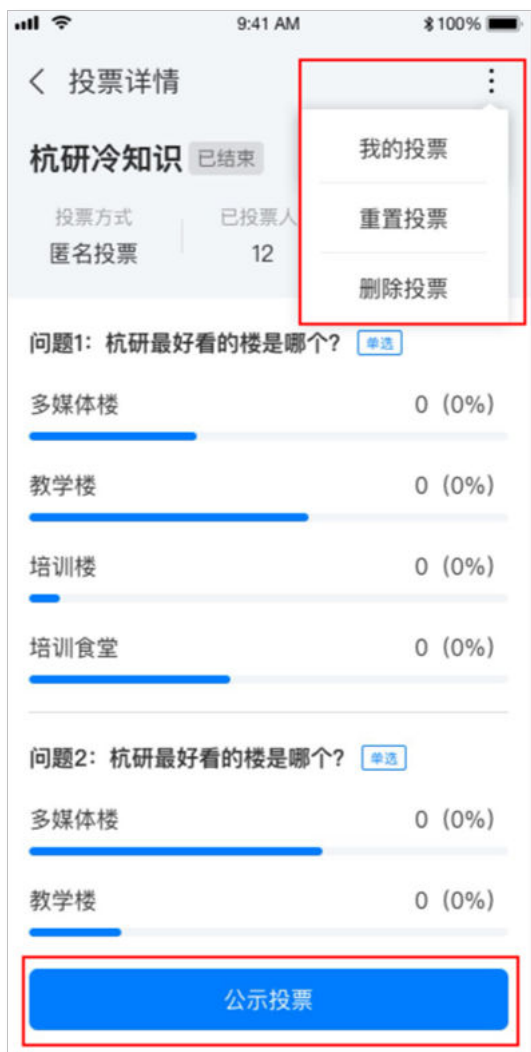 9:41 AM 100%
投票详情
我的投票
杭研冷知识 已结束
投票方式 已投票人
重置投票
匿名投票 12
删除投票
问题1：杭研最好看的楼是哪个？ 单选
多媒体楼 0 (0%)
教学楼 0 (0%)
培训楼 0 (0%)
培训食堂 0 (0%)
问题2：杭研最好看的楼是哪个？ 单选
多媒体楼 0 (0%)
教学楼 0 (0%)
公示投票